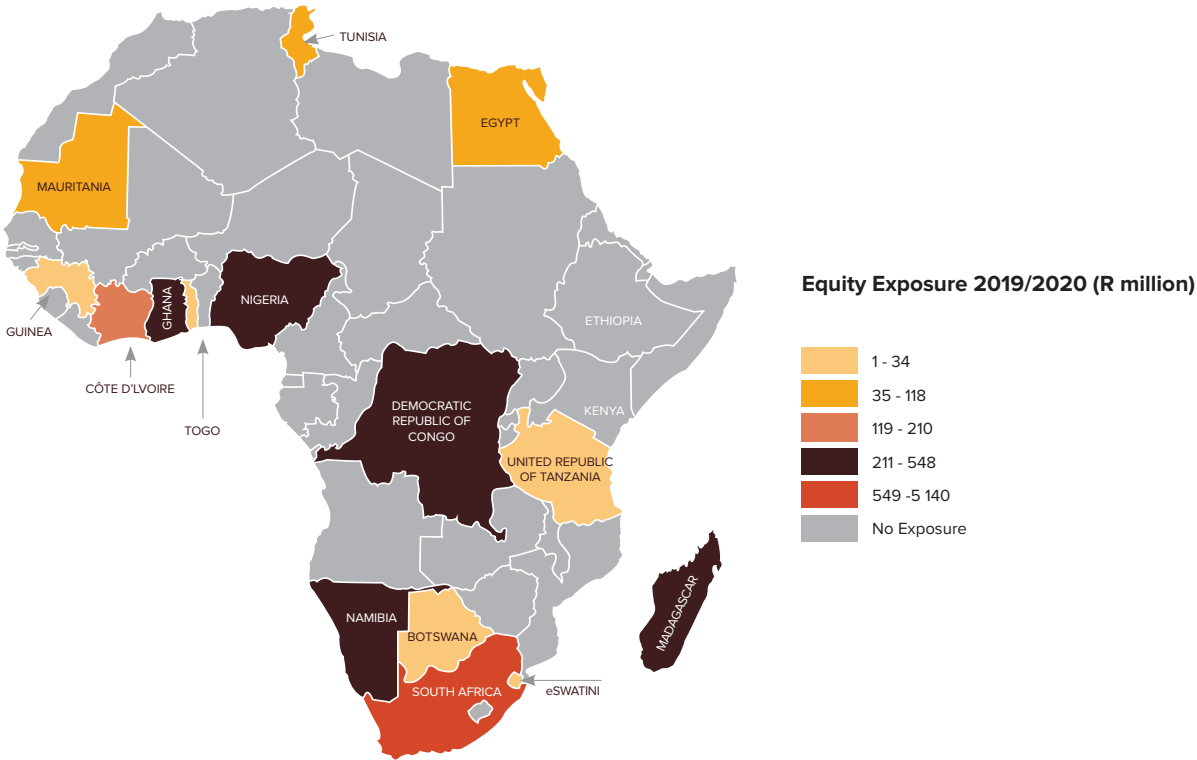 TUNISIA
EGYPT
MAURITANIA
NIGERIA
GHANA
GUINEA
ETHIOPIA
CÔTE D'LVOIRE
TOGO
KENYA
DEMOCRATIC
REPUBLIC OF
CONGO
UNITED REPUBLIC
OF TANZANIA
MADAGASCAR
NAMIBIA
BOTSWANA
SOUTH AFRICA
eSWATINI
Equity Exposure 2019/2020 (R million)
1 - 34
35 - 118
119 - 210
211 - 548
549 -5 140
No Exposure